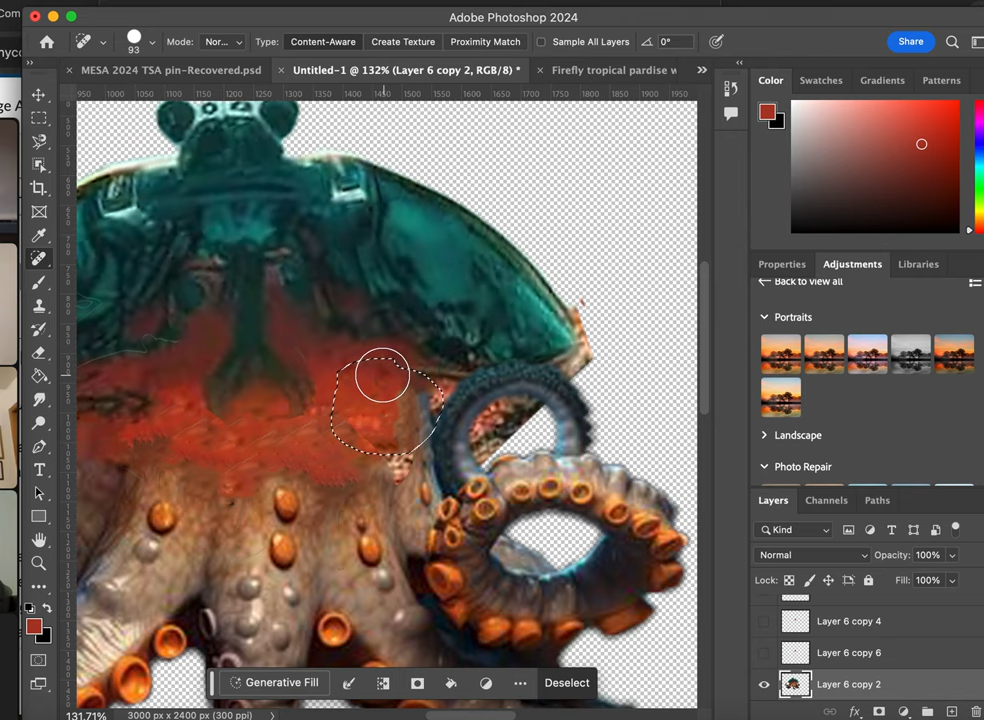 Com
Adobe Photoshop 2024
93
Mode:
Nor...
Type:
Content-Aware
Create Texture
Proximity Match
Sample All Layers
0°
Share
MESA 2024 TSA pin-Recovered.psd
Untitled-1 @ 132% (Layer 6 copy 2, RGB/8) *
Firefly tropical pardise w
Color
Swatches
Gradients
Patterns
950
1000
1050
1100
1150
1200
1250
1300
1350
1400
1450
1500
1550
1600
1650
1700
1750
1800
1850
1900
1950
Properties
Adjustments
Libraries
Back to view all
Portraits
Landscape
Photo Repair
Layers
Channels
Paths
Kind
Normal
Opacity:
100%
Lock:
Fill:
100%
Layer 6 copy 4
Layer 6 copy 6
Layer 6 copy 2
Generative Fill
Deselect
131.71%
3000 px x 2400 px (300 ppi)